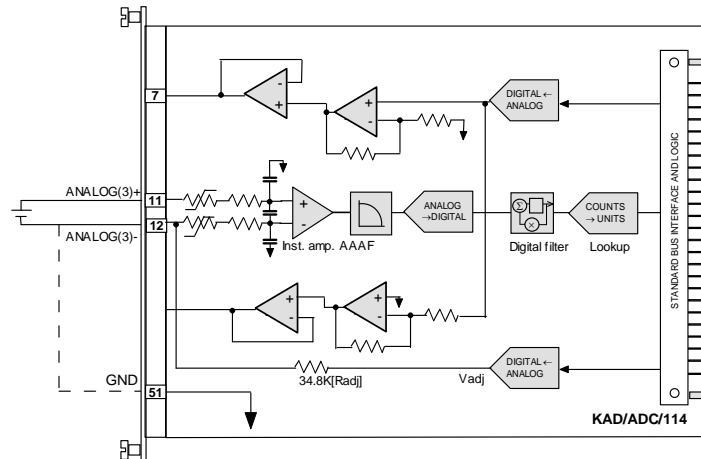 DIGITAL ←
ANALOG
7
-
+
+
-
ANALOG(3)+
11
12
ANALOG(3)-
+
-
Inst. amp. AAAF
ANALOG
→DIGITAL
Σ
×
Digital filter
COUNTS
→ UNITS
Lookup
STANDARD BUS INTERFACE AND LOGIC
+
-
+
-
34.8K[Radj]
Vadj
DIGITAL ←
ANALOG
GND
51
KAD/ADC/114